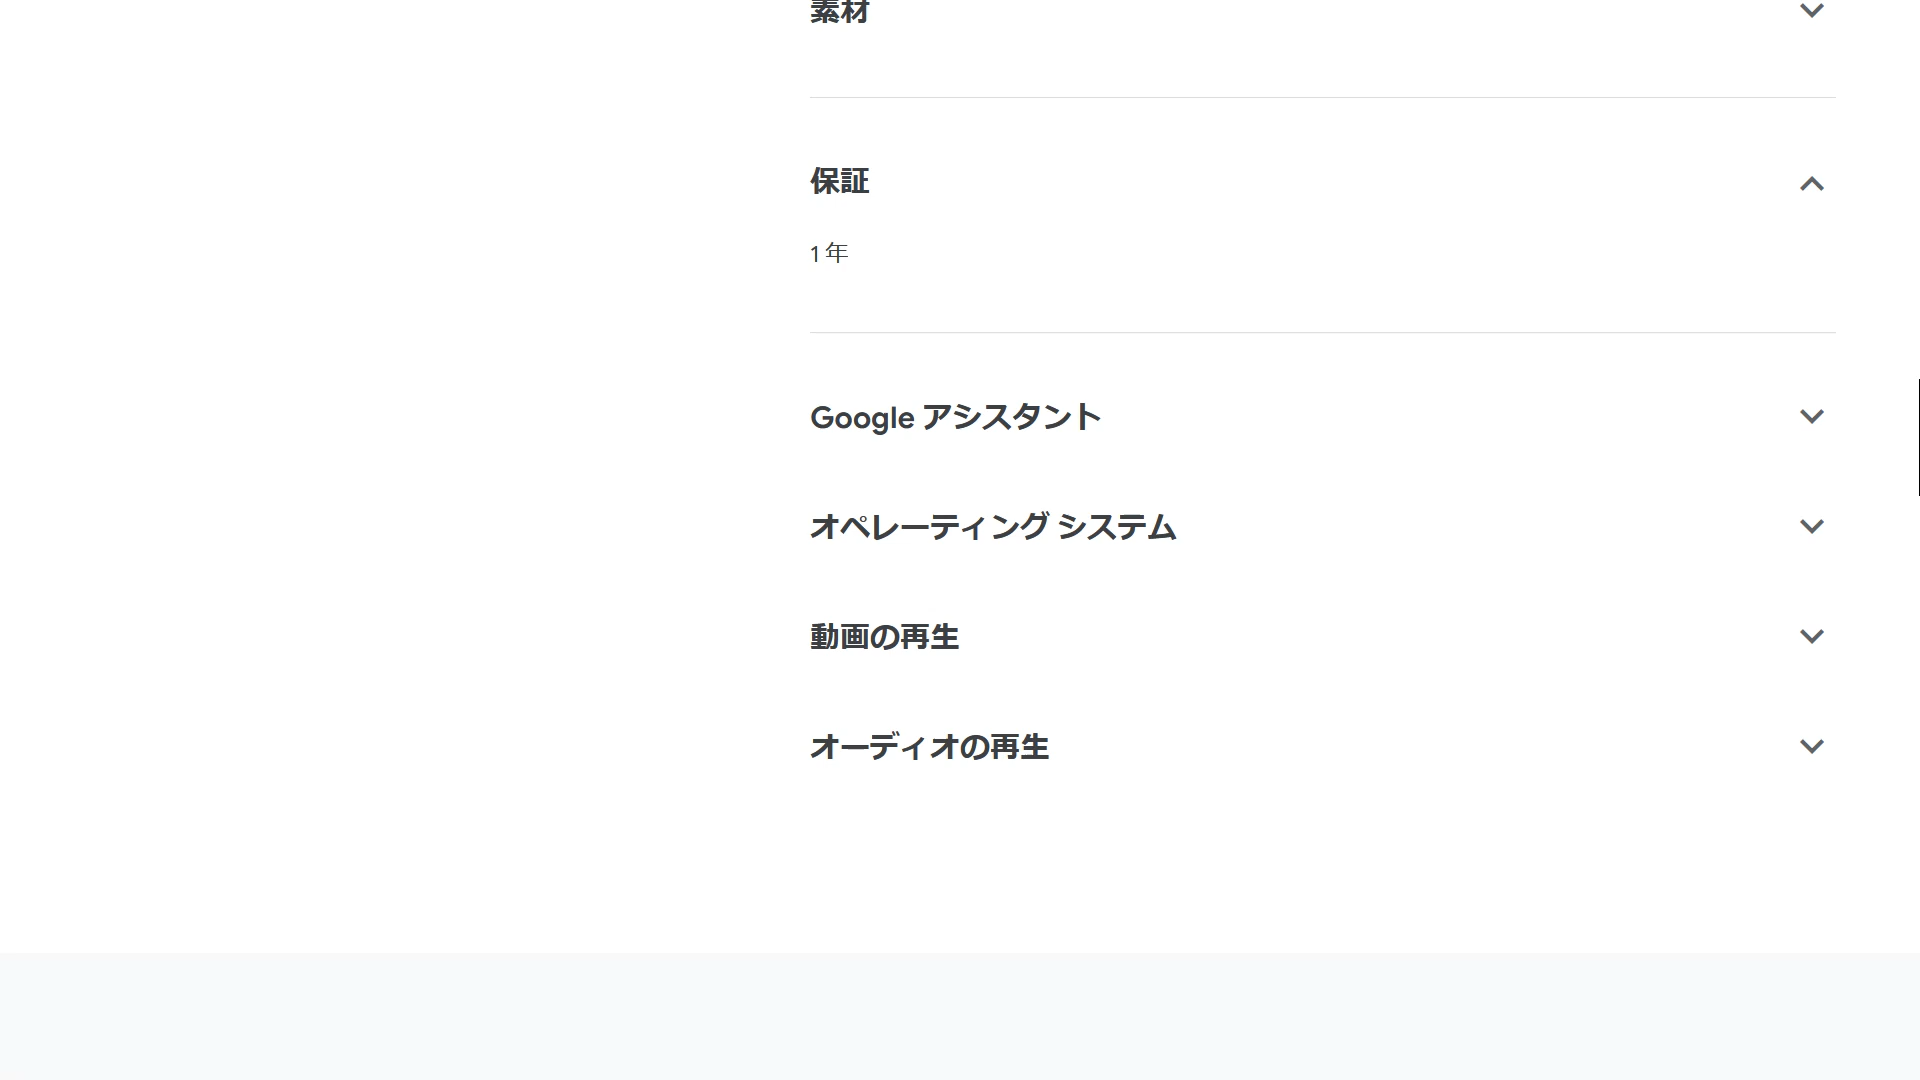 素材
保証
1 年
Google アシスタント
オペレーティング システム
動画の再生
オーディオの再生